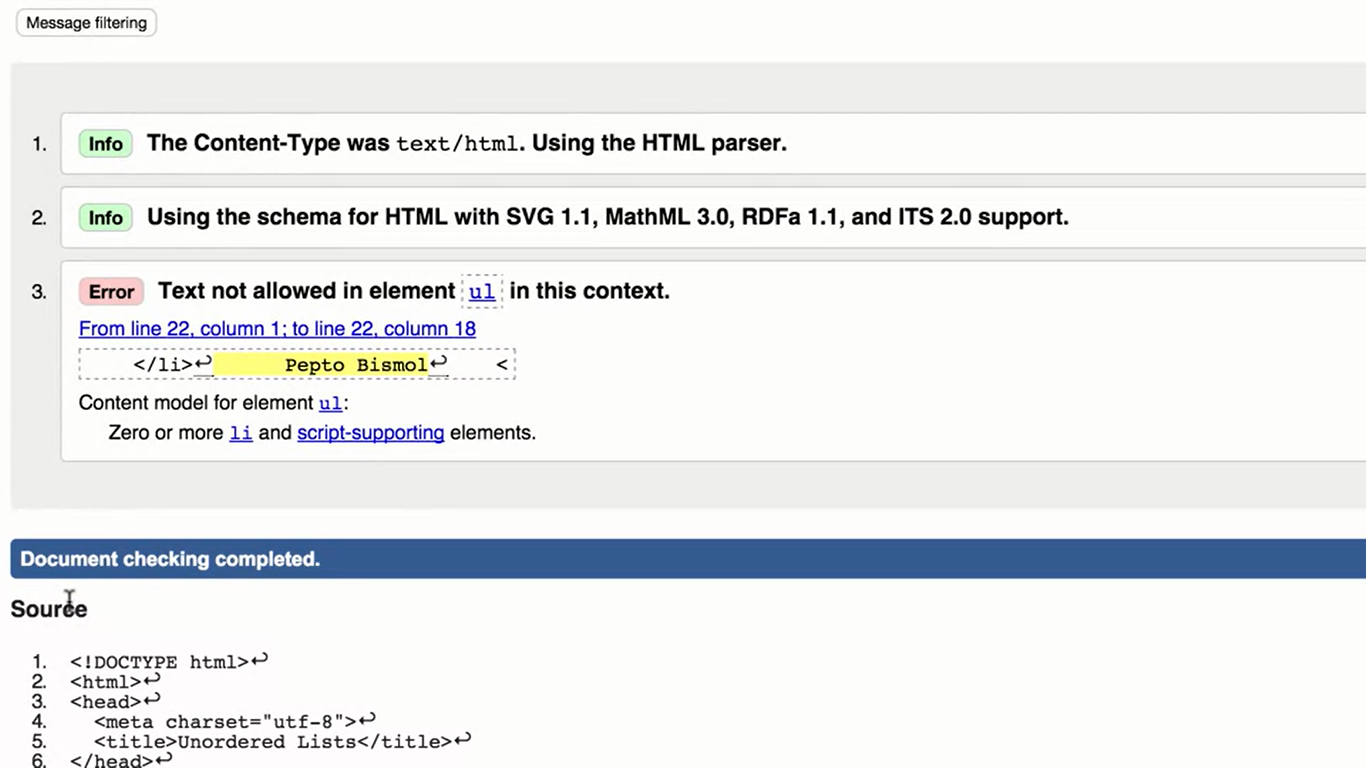 Message filtering
1. Info The Content-Type was text/html. Using the HTML parser.
2. Info Using the schema for HTML with SVG 1.1, MathML 3.0, RDFa 1.1, and ITS 2.0 support.
3. Error Text not allowed in element ul in this context.
From line 22, column 1; to line 22, column 18
</li>↩ Pepto Bismol↩ <
Content model for element ul:
Zero or more li and script-supporting elements.
Document checking completed.
Source
1. <!DOCTYPE html>↩
2. <html>↩
3. <head>↩
4. <meta charset="utf-8">↩
5. <title>Unordered Lists</title>↩
6. </head>↩